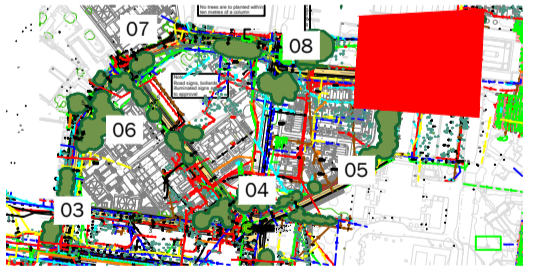 No trees are to planted within
ten metres of a column
07
08
Note:
Road signs, bollards
illuminated signs
to approval
06
05
04
03